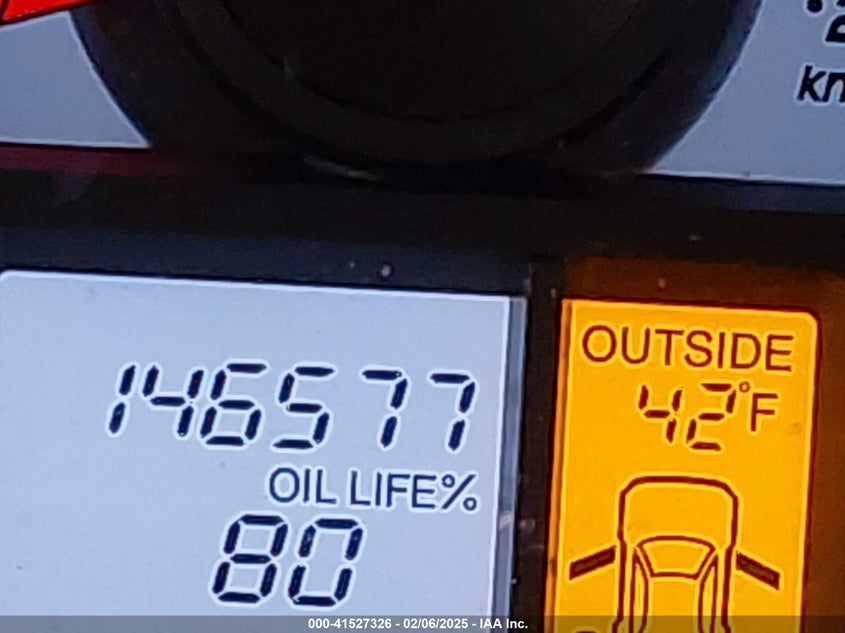 146577
OIL LIFE%
80
OUTSIDE
42°F
000-41527326 - 02/06/2025 - IAA Inc.